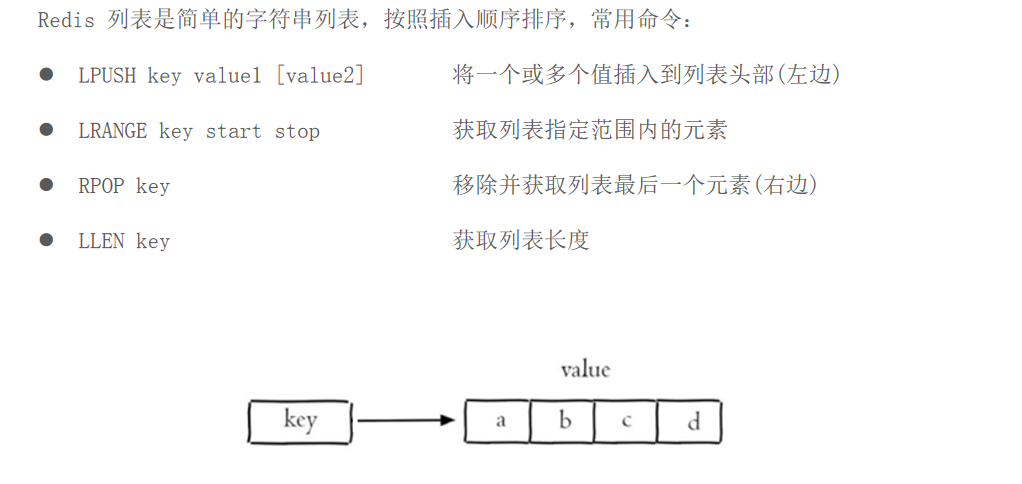 Redis 列表是简单的字符串列表，按照插入顺序排序，常用命令：
● LPUSH key value1 [value2] 将一个或多个值插入到列表头部(左边)
● LRANGE key start stop 获取列表指定范围内的元素
● RPOP key 移除并获取列表最后一个元素(右边)
● LLEN key 获取列表长度
value
key a b c d